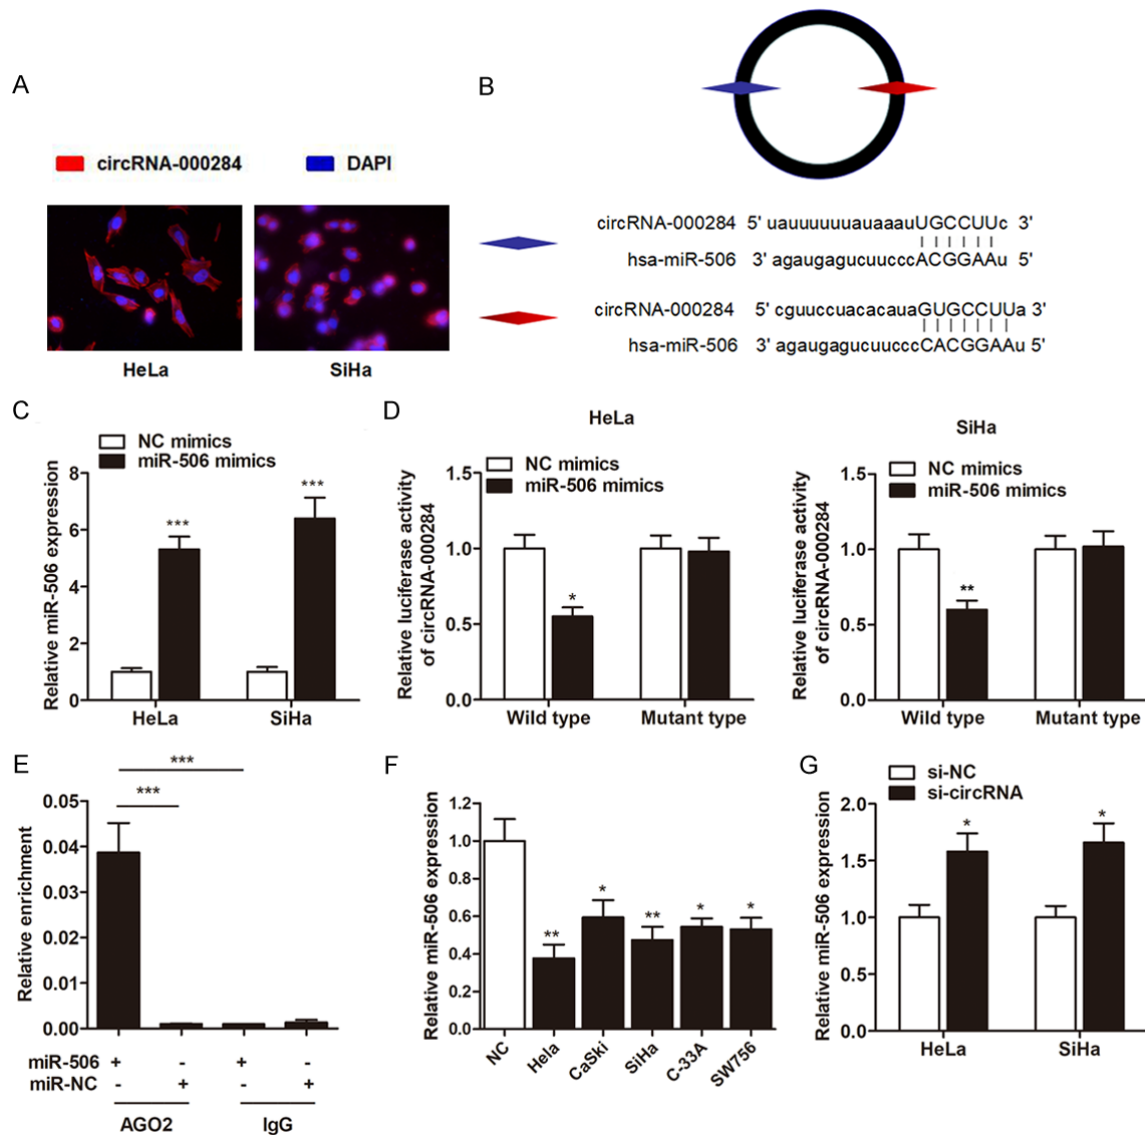 A
B
circRNA-000284
DAPI
HeLa
SiHa
circRNA-000284 5' uauuuuuuauaaauUGCCUUc 3'
hsa-miR-506 3' agaugagucuucccACGGAAu 5'
circRNA-000284 5' cguuccuacacauaGUGCCUUa 3'
hsa-miR-506 3' agaugagucuucccCACGGAAu 5'
C
NC mimics
miR-506 mimics
Relative miR-506 expression
8
6
4
2
0
***
***
HeLa
SiHa
D
HeLa
NC mimics
miR-506 mimics
Relative luciferase activity
of circRNA-000284
1.5
1.0
0.5
0.0
*
Wild type
Mutant type
SiHa
NC mimics
miR-506 mimics
Relative luciferase activity
of circRNA-000284
1.5
1.0
0.5
0.0
**
Wild type
Mutant type
E
***
***
Relative enrichment
0.05
0.04
0.03
0.02
0.01
0.00
miR-506 + - + -
miR-NC - + - +
AGO2
IgG
F
Relative miR-506 expression
1.2
1.0
0.8
0.6
0.4
0.2
0.0
**
*
**
*
*
NC
Hela
CaSki
SiHa
C-33A
SW756
G
si-NC
si-circRNA
Relative miR-506 expression
2.0
1.5
1.0
0.5
0.0
*
*
HeLa
SiHa